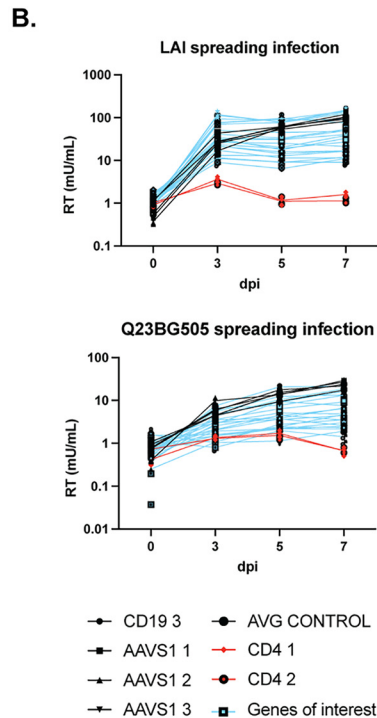 B.
LAI spreading infection
1000
100
10
1
0.1
RT (mU/mL)
0 3 5 7
dpi
Q23BG505 spreading infection
100
10
1
0.1
0.01
RT (mU/mL)
0 3 5 7
dpi
CD19 3 AVG CONTROL
AAVS1 1 CD4 1
AAVS1 2 CD4 2
AAVS1 3 Genes of interest